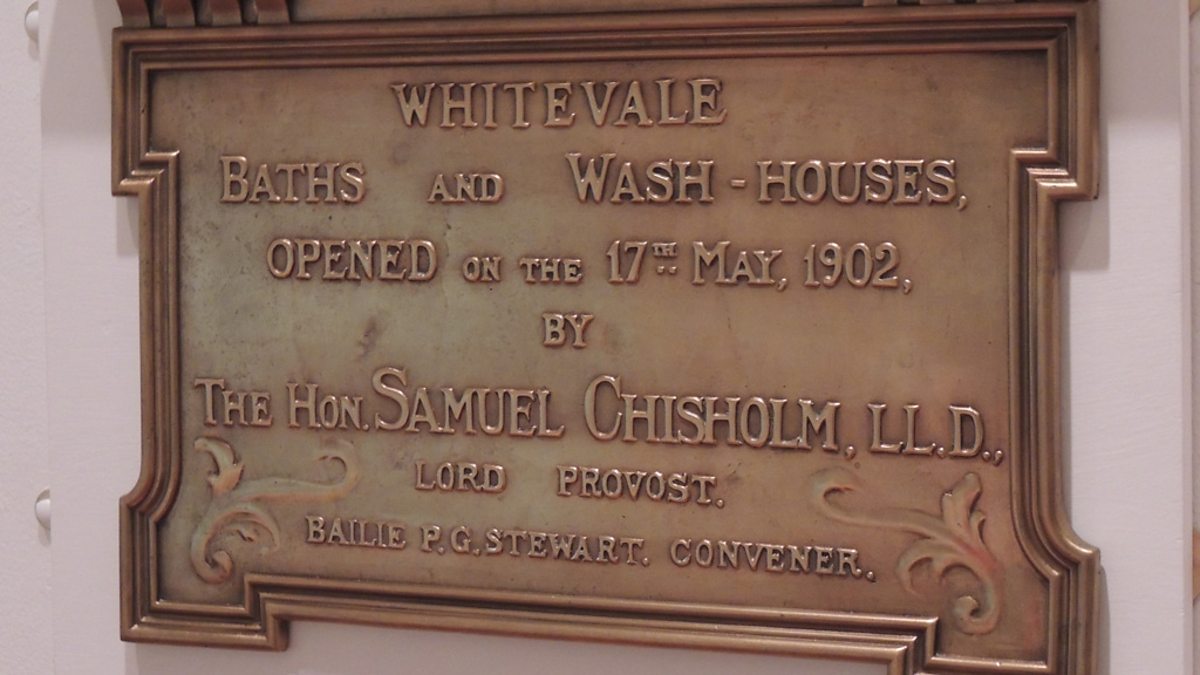 WHITEVALE
BATHS AND WASH-HOUSES,
OPENED ON THE 17TH MAY, 1902,
BY
THE HON. SAMUEL CHISHOLM, LL.D.,
LORD PROVOST.
BAILIE P.G. STEWART. CONVENER.